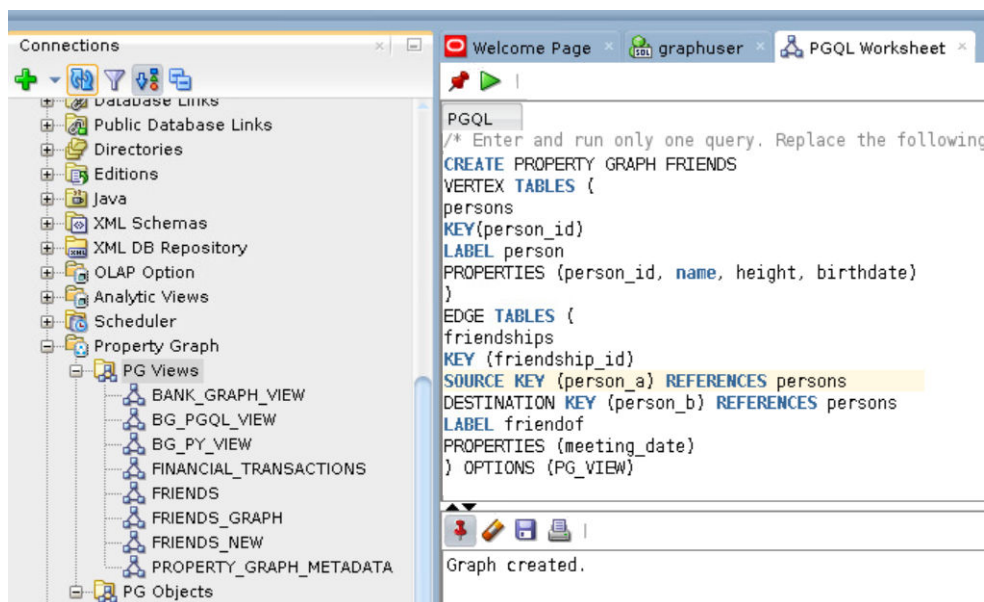 Connections
Database Links
Public Database Links
Directories
Editions
Java
XML Schemas
XML DB Repository
OLAP Option
Analytic Views
Scheduler
Property Graph
PG Views
BANK_GRAPH_VIEW
BG_PGQL_VIEW
BG_PY_VIEW
FINANCIAL_TRANSACTIONS
FRIENDS
FRIENDS_GRAPH
FRIENDS_NEW
PROPERTY_GRAPH_METADATA
PG Objects
Welcome Page
graphuser
PGQL Worksheet
PGQL
/* Enter and run only one query. Replace the following
CREATE PROPERTY GRAPH FRIENDS
VERTEX TABLES (
persons
KEY(person_id)
LABEL person
PROPERTIES (person_id, name, height, birthdate)
)
EDGE TABLES (
friendships
KEY (friendship_id)
SOURCE KEY (person_a) REFERENCES persons
DESTINATION KEY (person_b) REFERENCES persons
LABEL friendof
PROPERTIES (meeting_date)
) OPTIONS (PG_VIEW)
Graph created.